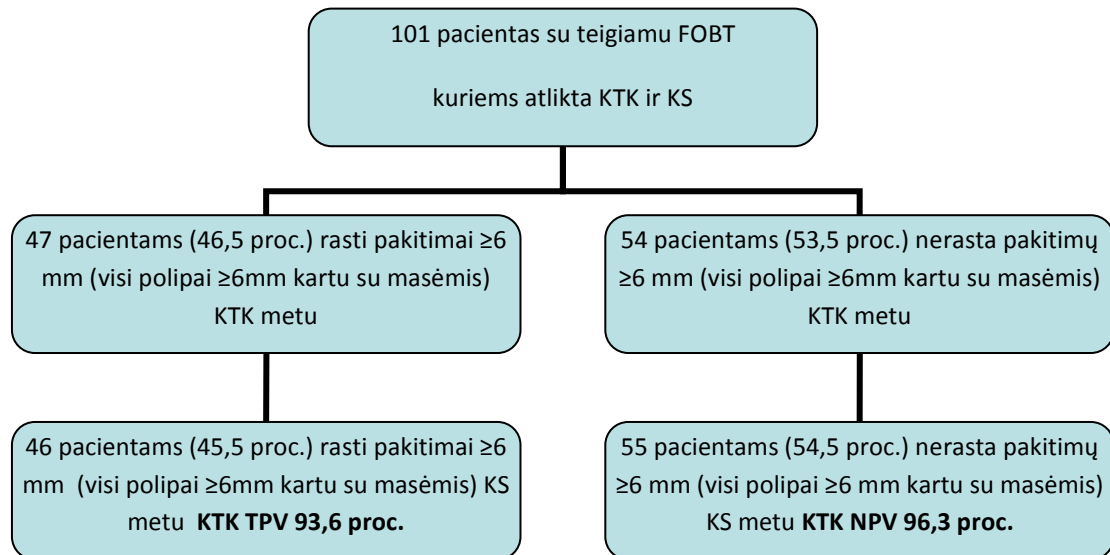 101 pacientas su teigiamu FOBT
kuriems atlikta KTK ir KS
47 pacientams (46,5 proc.) rasti pakitimai ≥6
mm (visi polipai ≥6mm kartu su masėmis)
KTK metu
54 pacientams (53,5 proc.) nerasta pakitimų
≥6 mm (visi polipai ≥6mm kartu su masėmis)
KTK metu
46 pacientams (45,5 proc.) rasti pakitimai ≥6
mm (visi polipai ≥6mm kartu su masėmis) KS
metu KTK TPV 93,6 proc.
55 pacientams (54,5 proc.) nerasta pakitimų
≥6 mm (visi polipai ≥6 mm kartu su masėmis)
KS metu KTK NPV 96,3 proc.